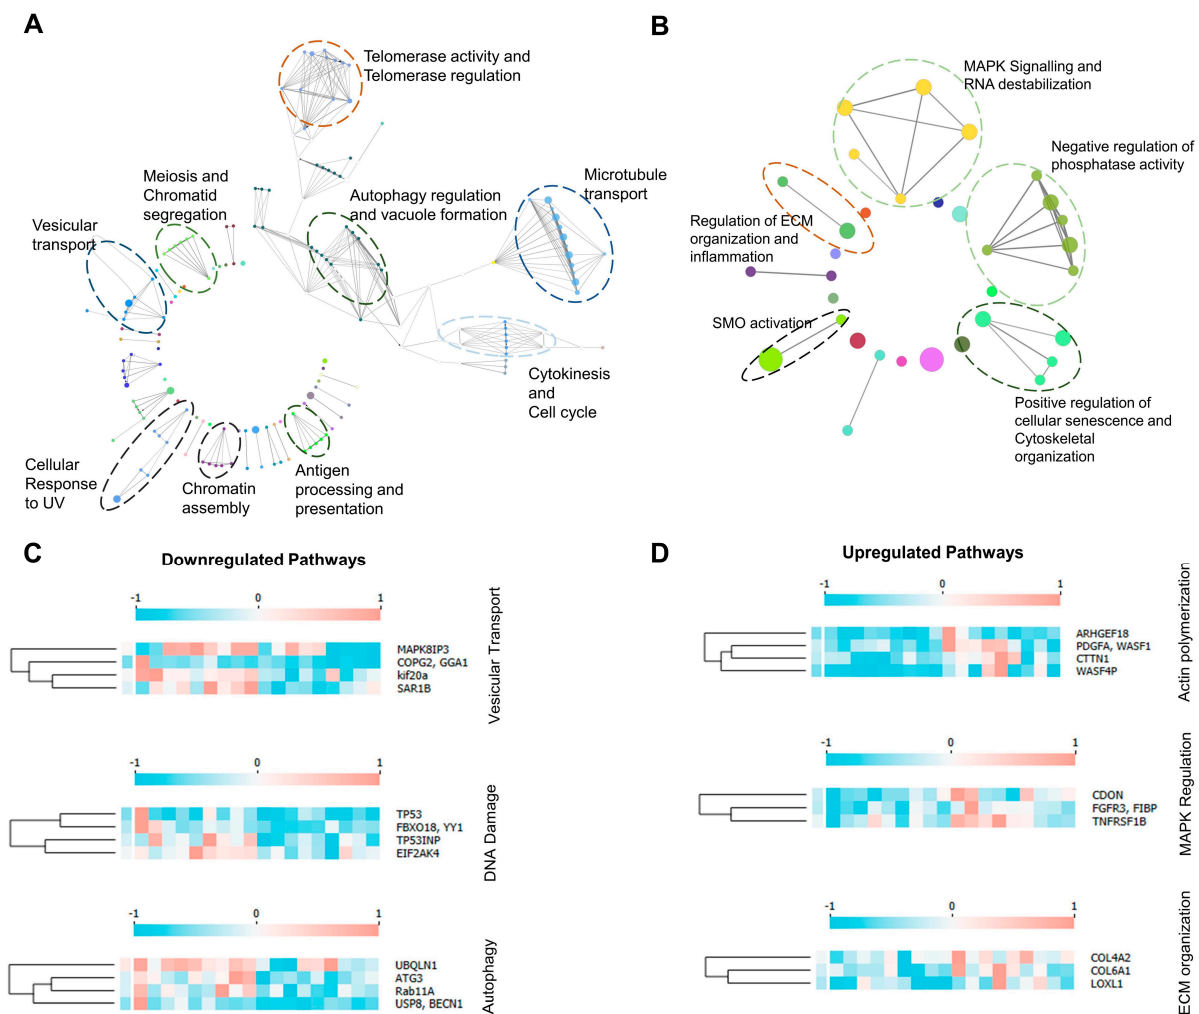 A
Telomerase activity and
Telomerase regulation
Meiosis and
Chromatid
segregation
Autophagy regulation
and vacuole formation
Microtubule
transport
Vesicular
transport
Cytokinesis
and
Cell cycle
Cellular
Response
to UV
Chromatin
assembly
Antigen
processing and
presentation
B
MAPK Signalling and
RNA destabilization
Negative regulation of
phosphatase activity
Regulation of ECM
organization and
inflammation
SMO activation
Positive regulation of
cellular senescence and
Cytoskeletal
organization
C
Downregulated Pathways
-1 0 1
MAPK8IP3
COPG2, GGA1
kif20a
SAR1B
Vesicular Transport
-1 0 1
TP53
FBXO18, YY1
TP53INP
EIF2AK4
DNA Damage
-1 0 1
UBQLN1
ATG3
Rab11A
USP8, BECN1
Autophagy
D
Upregulated Pathways
-1 0 1
ARHGEF18
PDGFA, WASF1
CTTN1
WASF4P
Actin polymerization
-1 0 1
CDON
FGFR3, FIBP
TNFRSF1B
MAPK Regulation
-1 0 1
COL4A2
COL6A1
LOXL1
ECM organization